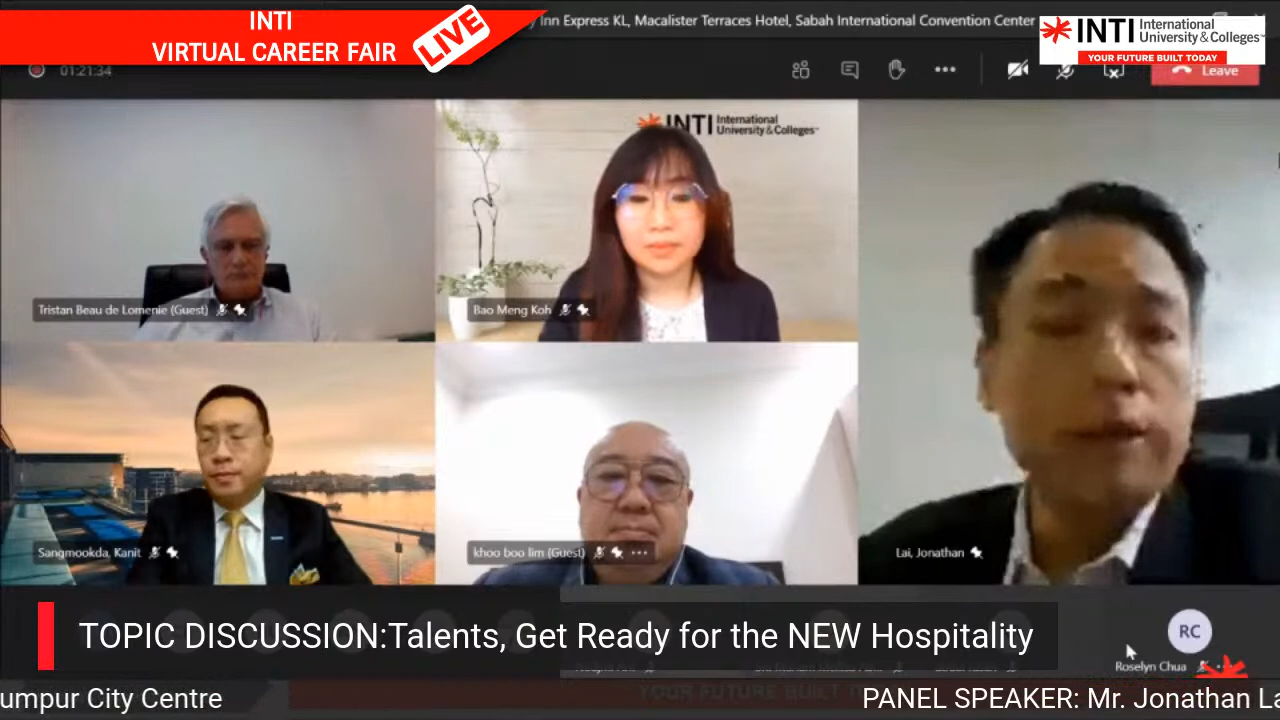 INTI
VIRTUAL CAREER FAIR
LIVE
Inn Express KL, Macalister Terraces Hotel, Sabah International Convention Center
INTI International
University & Colleges
YOUR FUTURE BUILT TODAY
01:21:34
Leave
INTI International
University & Colleges
Tristan Beau de Lomenie (Guest)
Bao Meng Koh
Sangmookda, Kanit
khoo boo lim (Guest)
Lai, Jonathan
RC
TOPIC DISCUSSION:Talents, Get Ready for the NEW Hospitality
Roselyn Chua
YOUR FUTURE BUILT
umpur City Centre
PANEL SPEAKER: Mr. Jonathan La